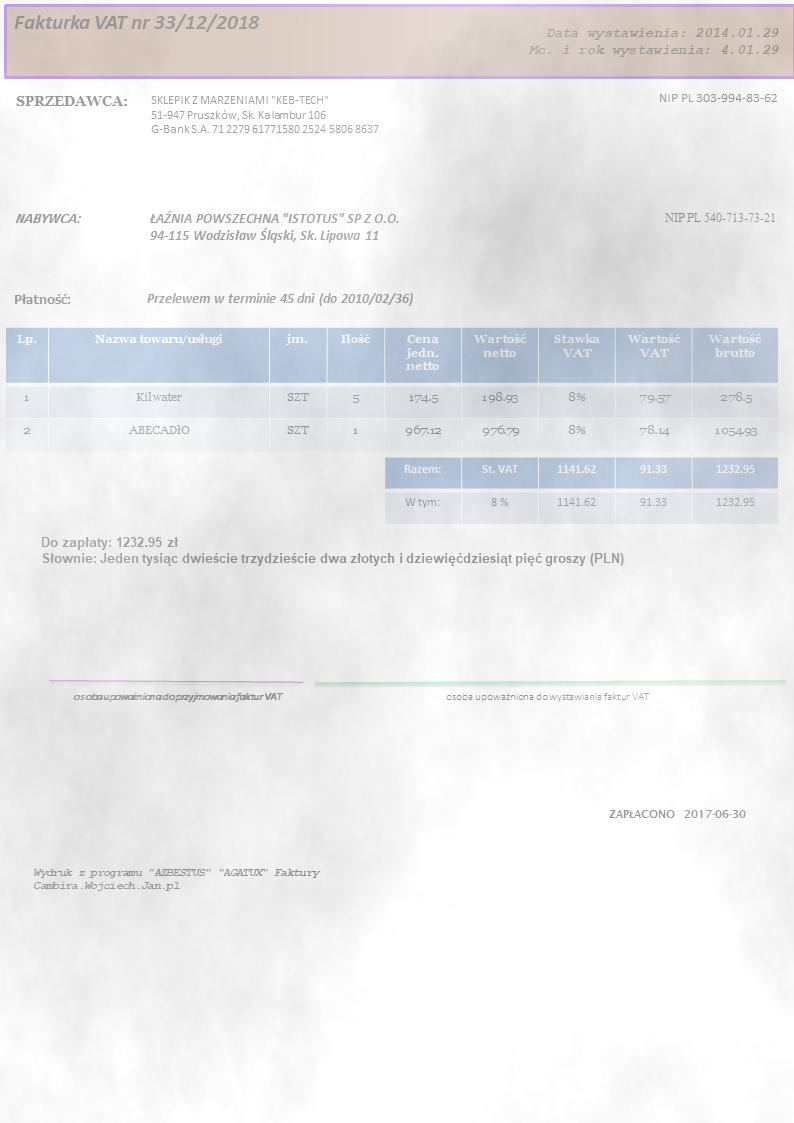 Fakturka VAT nr 33/12/2018
Data wystawienia: 2014.01.29
Mc. i rok wystawienia: 4.01.29
SPRZEDAWCA: SKLEPIK Z MARZENIAMI "KEB-TECH" NIP PL 303-994-83-62
51-947 Pruszków, Sk. Kalambur 106
G-Bank S.A. 71 2279 61771580 2524 5806 8637
NABYWCA: ŁAŹNIA POWSZECHNA "ISTOTUS" SP Z O.O. NIP PL 540-713-73-21
94-115 Wodzisław Śląski, Sk. Lipowa 11
Płatność: Przelewem w terminie 45 dni (do 2010/02/36)
Lp. Nazwa towaru/usługi jm. Ilość Cena jedn. netto Wartość netto Stawka VAT Wartość VAT Wartość brutto
1 Kilwater SZT 5 174.5 198.93 8% 79.57 278.5
2 ABECADłO SZT 1 967.12 976.79 8% 78.14 1054.93
Razem: St. VAT 1141.62 91.33 1232.95
W tym: 8 % 1141.62 91.33 1232.95
Do zapłaty: 1232.95 zł
Słownie: Jeden tysiąc dwieście trzydzieście dwa złotych i dziewięćdziesiąt pięć groszy (PLN)
osoba upoważniona do przyjmowania faktur VAT osoba upoważniona do wystawiania faktur VAT
ZAPŁACONO 2017-06-30
Wydruk z programu "AZBESTUS" "AGATUX" Faktury
Cambira.Wojciech.Jan.pl